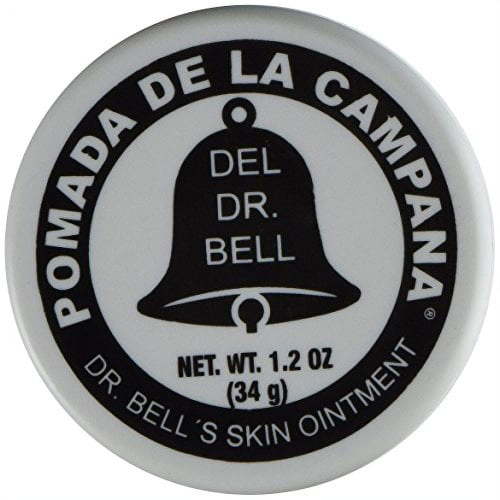 POMADA DE LA CAMPANA®
DEL
DR.
BELL
NET. WT. 1.2 OZ
(34 g)
DR. BELL´S SKIN OINTMENT